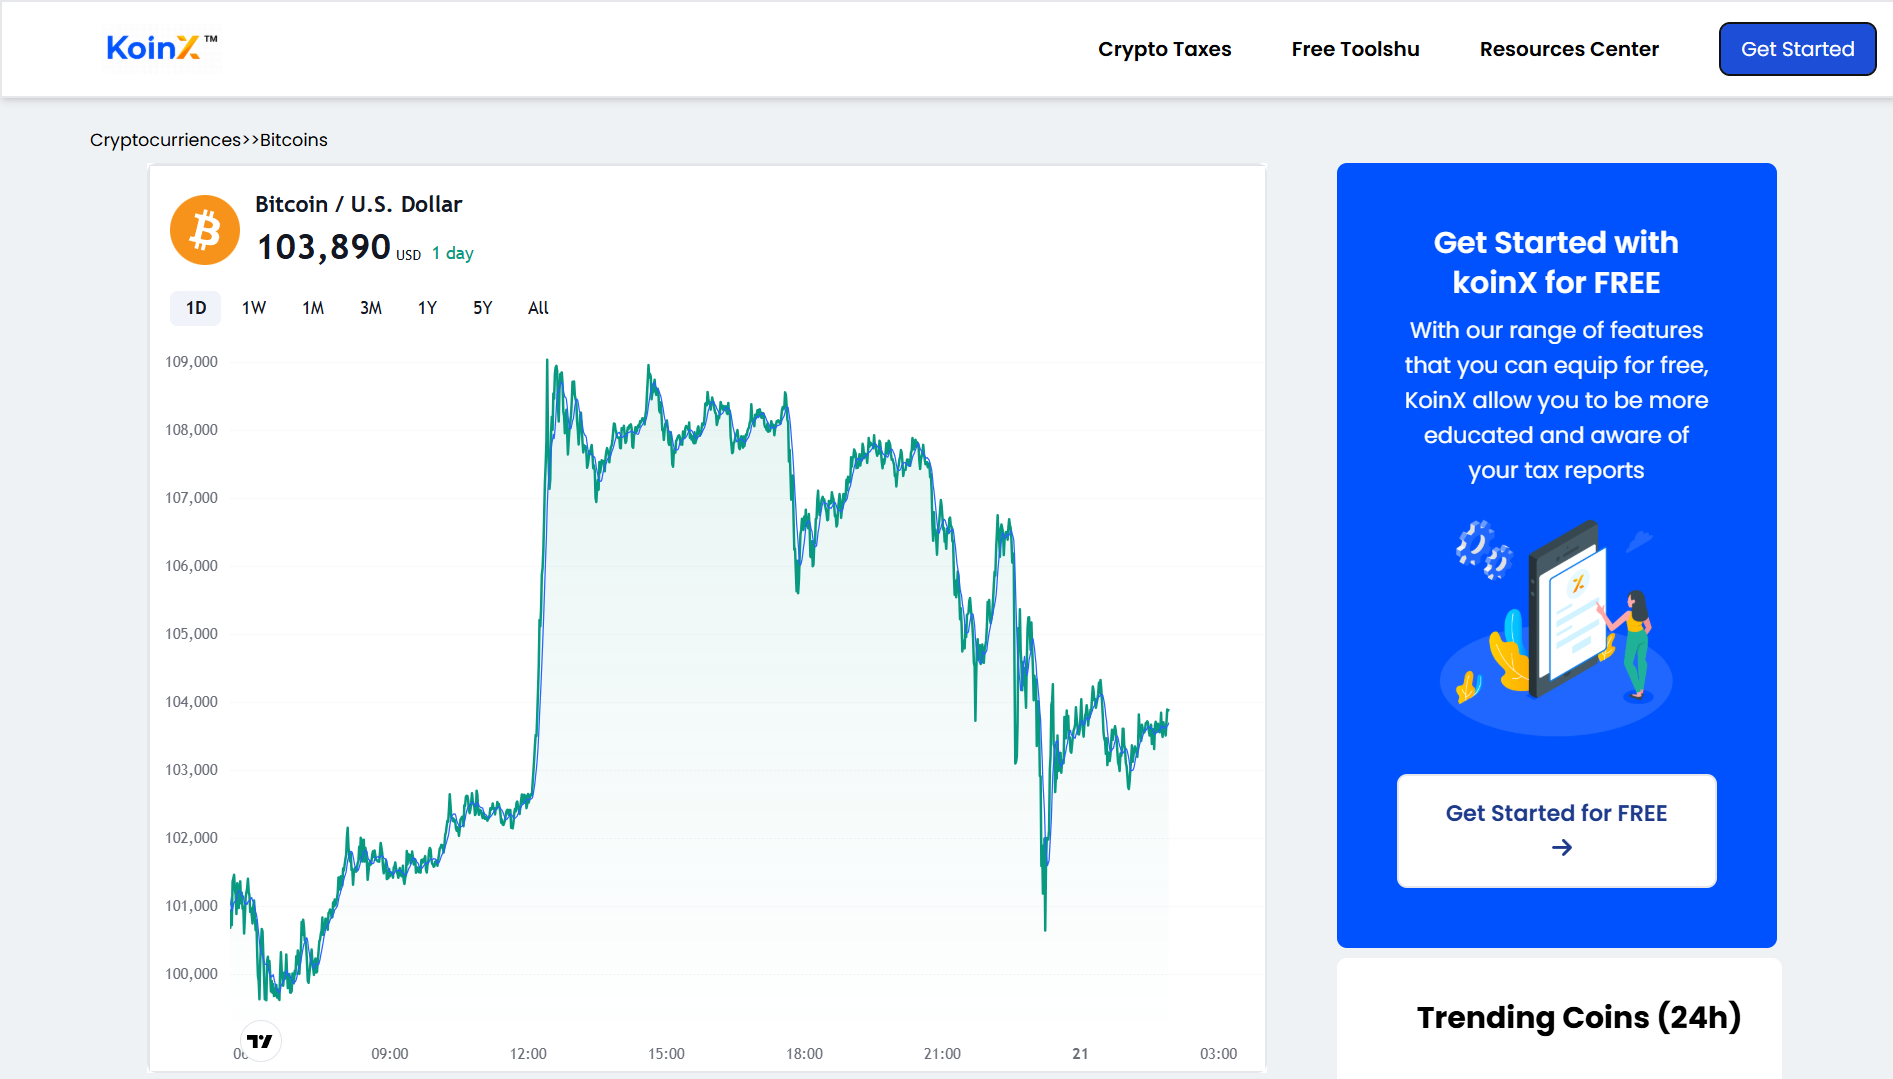 KoinX™
Crypto Taxes
Free Toolshu
Resources Center
Get Started
Cryptocurriences>>Bitcoins
Bitcoin / U.S. Dollar
103,890 USD 1 day
1D 1W 1M 3M 1Y 5Y All
109,000
108,000
107,000
106,000
105,000
104,000
103,000
102,000
101,000
100,000
09:00 12:00 15:00 18:00 21:00 21 03:00
Get Started with
koinX for FREE
With our range of features
that you can equip for free,
KoinX allow you to be more
educated and aware of
your tax reports
Get Started for FREE
→
Trending Coins (24h)